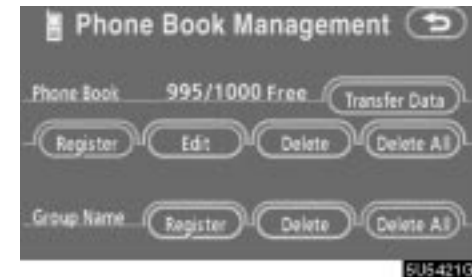 Phone Book Management
Phone Book 995/1000 Free Transfer Data
Register Edit Delete Delete All
Group Name Register Delete Delete All
5U5421G